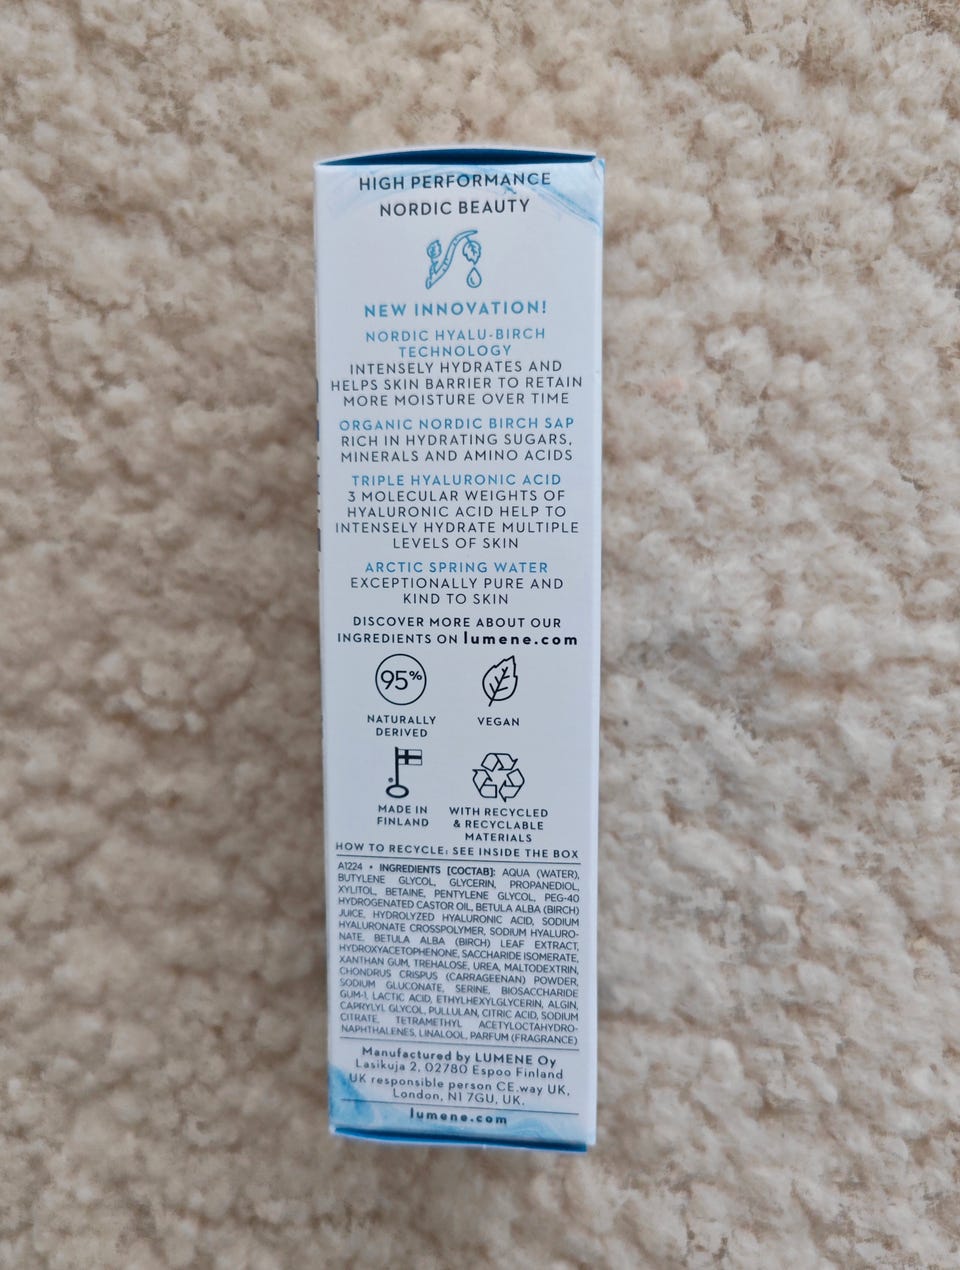 HIGH PERFORMANCE
NORDIC BEAUTY
NEW INNOVATION!
NORDIC HYALU-BIRCH
TECHNOLOGY
INTENSELY HYDRATES AND
HELPS SKIN BARRIER TO RETAIN
MORE MOISTURE OVER TIME
ORGANIC NORDIC BIRCH SAP
RICH IN HYDRATING SUGARS,
MINERALS AND AMINO ACIDS
TRIPLE HYALURONIC ACID
3 MOLECULAR WEIGHTS OF
HYALURONIC ACID HELP TO
INTENSELY HYDRATE MULTIPLE
LEVELS OF SKIN
ARCTIC SPRING WATER
EXCEPTIONALLY PURE AND
KIND TO SKIN
DISCOVER MORE ABOUT OUR
INGREDIENTS ON lumene.com
95%
NATURALLY
DERIVED
VEGAN
MADE IN
FINLAND
WITH RECYCLED
& RECYCLABLE
MATERIALS
HOW TO RECYCLE: SEE INSIDE THE BOX
A1224 • INGREDIENTS [COCTAB]: AQUA (WATER),
BUTYLENE GLYCOL, GLYCERIN, PROPANEDIOL,
XYLITOL, BETAINE, PENTYLENE GLYCOL, PEG-40
HYDROGENATED CASTOR OIL, BETULA ALBA (BIRCH)
JUICE, HYDROLYZED HYALURONIC ACID, SODIUM
HYALURONATE CROSSPOLYMER, SODIUM HYALURO-
NATE, BETULA ALBA (BIRCH) LEAF EXTRACT,
HYDROXYACETOPHENONE, SACCHARIDE ISOMERATE,
XANTHAN GUM, TREHALOSE, UREA, MALTODEXTRIN,
CHONDRUS CRISPUS (CARRAGEENAN) POWDER,
SODIUM GLUCONATE, SERINE, BIOSACCHARIDE
GUM-1, LACTIC ACID, ETHYLHEXYLGLYCERIN, ALGIN,
CAPRYLYL GLYCOL, PULLULAN, CITRIC ACID, SODIUM
CITRATE, TETRAMETHYL ACETYLOCTAHYDRO-
NAPHTHALENES, LINALOOL, PARFUM (FRAGRANCE)
Manufactured by LUMENE Oy
Lasikuja 2, 02780 Espoo Finland
UK responsible person CE.way UK,
London, N1 7GU, UK.
lumene.com